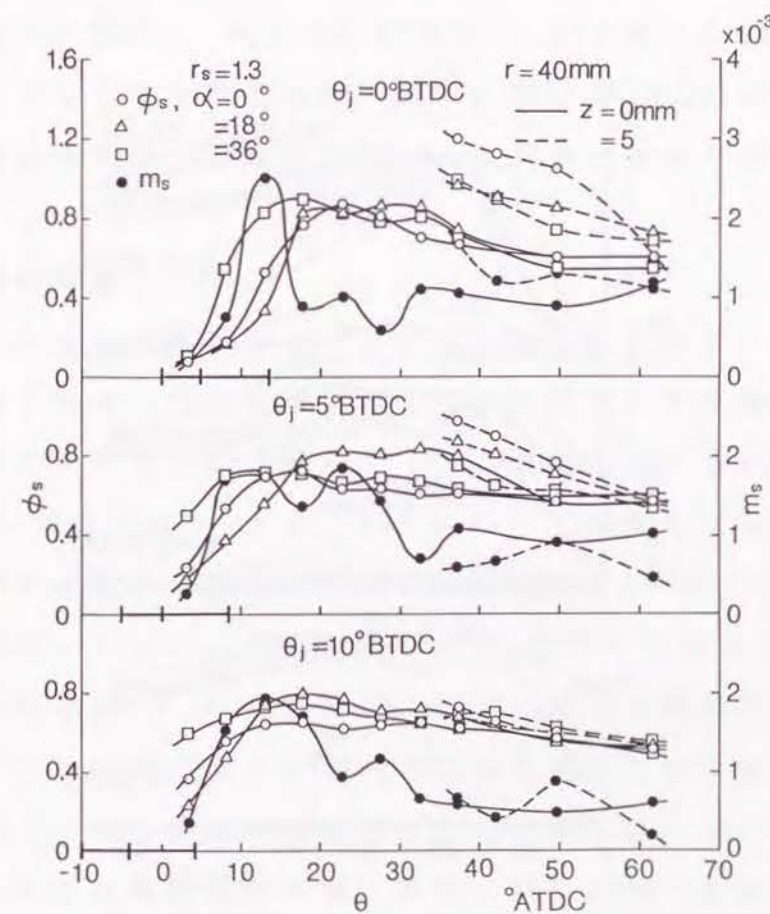 x10⁻³
1.6
4
r_s=1.3
○ ϕ_s, α=0°
△ =18°
□ =36°
● m_s
θ_j=0°BTDC
r=40mm
— z=0mm
--- =5
1.2
3
0.8
2
0.4
1
0
0
θ_j=5°BTDC
0.8
2
ϕ_s
m_s
0.4
1
0
0
θ_j=10°BTDC
0.8
2
0.4
1
0
0
-10 0 10 20 30 40 50 60 70
θ °ATDC